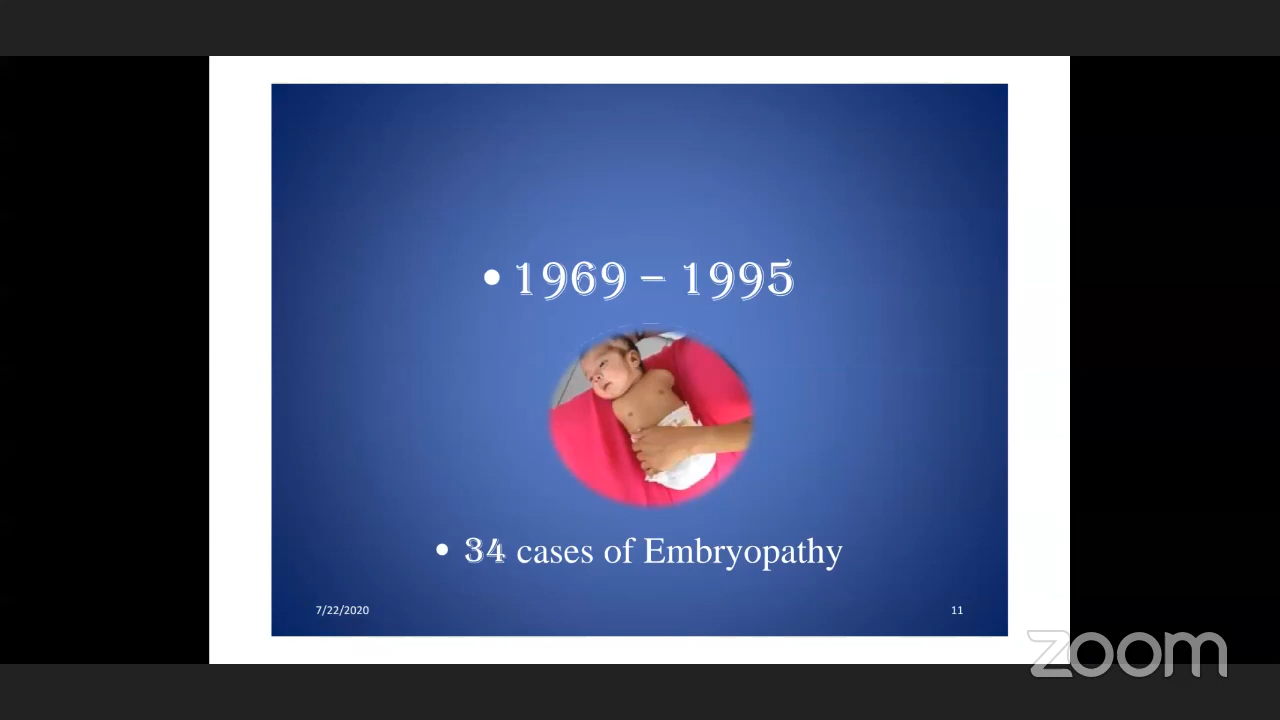 • 1969 – 1995
• 34 cases of Embryopathy
7/22/2020
11
zoom